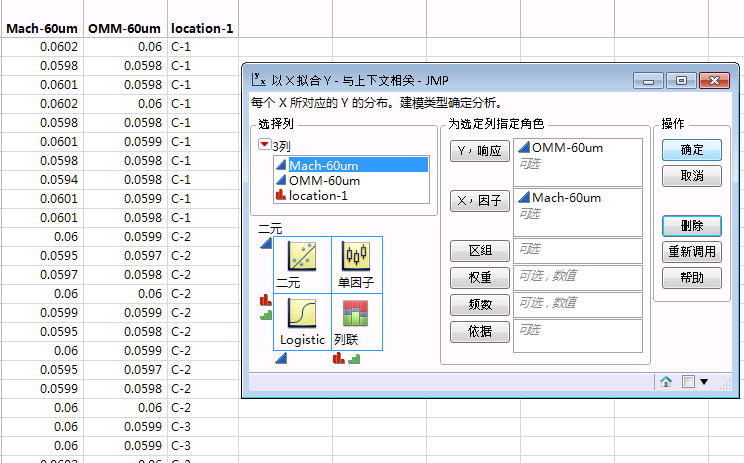 Mach-60um OMM-60um location-1
0.0602 0.06 C-1
0.0598 0.0598 C-1
0.0601 0.0598 C-1
0.0602 0.06 C-1
0.0598 0.0598 C-1
0.0601 0.0599 C-1
0.0598 0.0598 C-1
0.0594 0.0598 C-1
0.0601 0.0599 C-1
0.0601 0.0598 C-1
0.06 0.0599 C-2
0.0595 0.0597 C-2
0.0597 0.0598 C-2
0.06 0.06 C-2
0.0599 0.0599 C-2
0.0595 0.0598 C-2
0.06 0.0599 C-2
0.0595 0.0597 C-2
0.0599 0.0598 C-2
0.06 0.06 C-2
0.06 0.0599 C-3
0.06 0.0599 C-3
以 X 拟合 Y - 与上下文相关 - JMP
每个 X 所对应的 Y 的分布。建模类型确定分析。
选择列
3列
Mach-60um
OMM-60um
location-1
二元
二元 单因子
Logistic 列联
为选定列指定角色
Y，响应 OMM-60um
可选
X，因子 Mach-60um
可选
区组 可选
权重 可选，数值
频数 可选，数值
依据 可选
操作
确定
取消
删除
重新调用
帮助